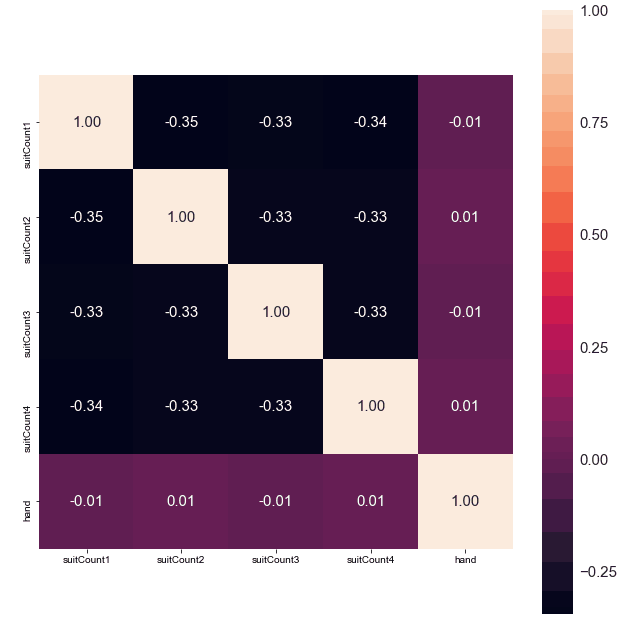 1.00
suitCount1 1.00 -0.35 -0.33 -0.34 -0.01
0.75
suitCount2 -0.35 1.00 -0.33 -0.33 0.01
0.50
suitCount3 -0.33 -0.33 1.00 -0.33 -0.01
0.25
suitCount4 -0.34 -0.33 -0.33 1.00 0.01
0.00
hand -0.01 0.01 -0.01 0.01 1.00
suitCount1 suitCount2 suitCount3 suitCount4 hand
−0.25